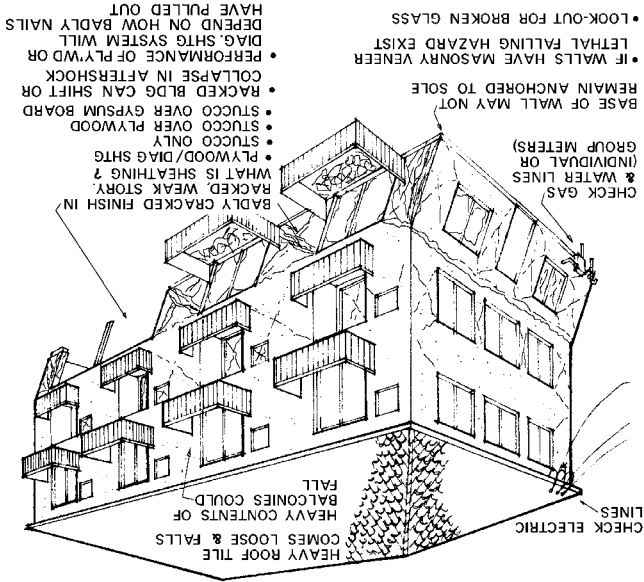 HEAVY ROOF TILE
COMES LOOSE & FALLS
CHECK ELECTRIC
LINES
HEAVY CONTENTS OF
BALCONIES COULD
FALL
CHECK GAS
& WATER LINES
(INDIVIDUAL OR
GROUP METERS)
BASE OF WALL MAY NOT
REMAIN ANCHORED TO SOLE
• IF WALLS HAVE MASONRY VENEER
LETHAL FALLING HAZARD EXIST
• LOOK-OUT FOR BROKEN GLASS
BADLY CRACKED FINISH IN
RACKED, WEAK STORY.
WHAT IS SHEATHING ?
• PLYWOOD/DIAG SHTG
• STUCCO ONLY
• STUCCO OVER PLYWOOD
• STUCCO OVER GYPSUM BOARD
• RACKED BLDG CAN SHIFT OR
COLLAPSE IN AFTERSHOCK
• PERFORMANCE OF PLY'WD OR
DIAG. SHTG SYSTEM WILL
DEPEND ON HOW BADLY NAILS
HAVE PULLED OUT